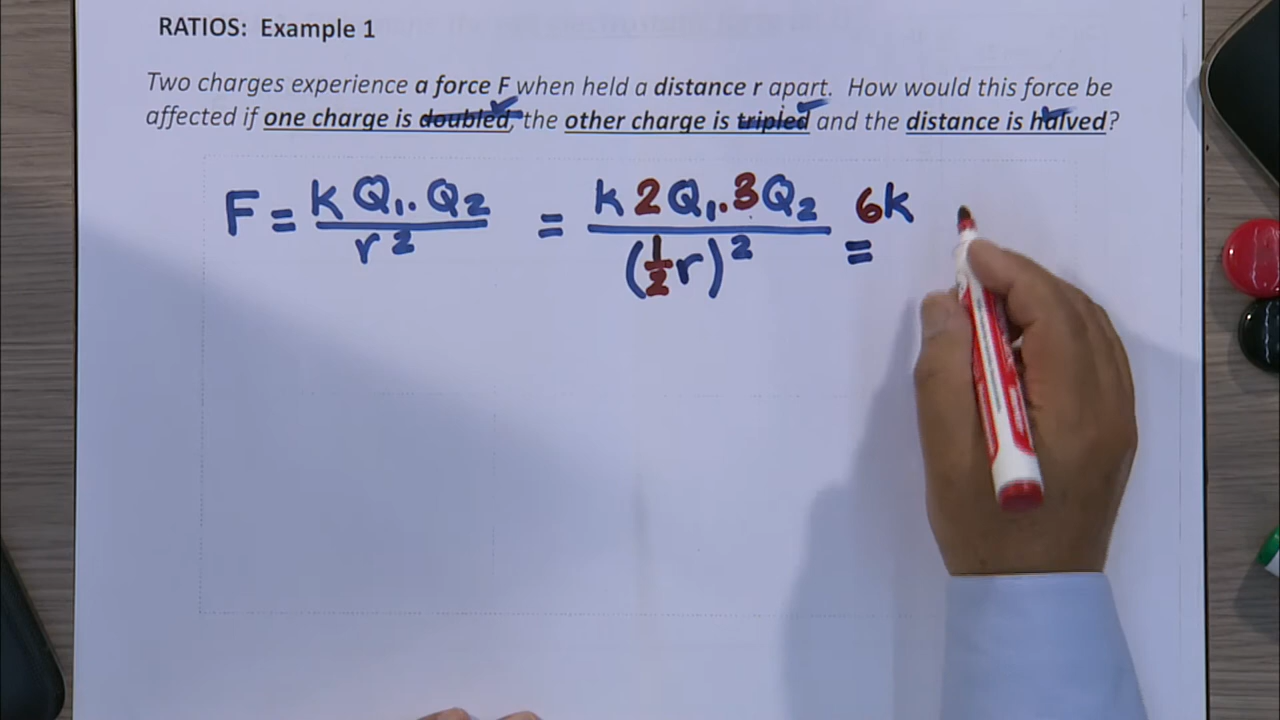 RATIOS: Example 1
Two charges experience a force F when held a distance r apart. How would this force be
affected if one charge is doubled, the other charge is tripled and the distance is halved?
F = k Q₁. Q₂ / r² = k 2Q₁. 3Q₂ / (½r)² = 6k